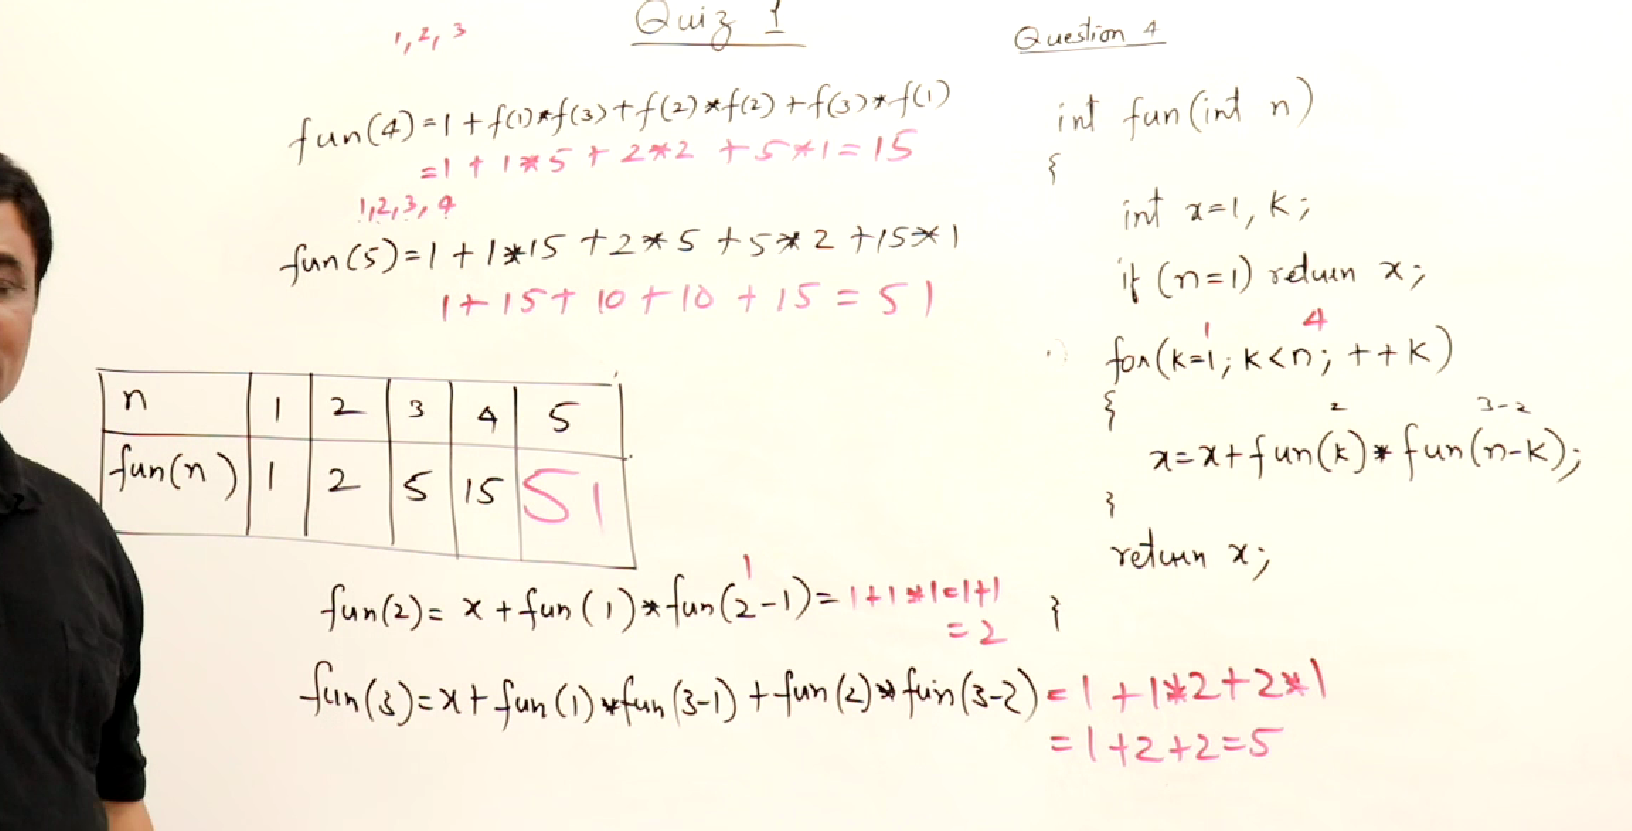 Quiz 1
1, 2, 3
fun(4)=1+f(1)*f(3)+f(2)*f(2)+f(3)*f(1)
=1+1*5+2*2+5*1=15
1,2,3,4
fun(5)=1+1*15+2*5+5*2+15*1
1+15+10+10+15=51
n 1 2 3 4 5
fun(n) 1 2 5 15 51
1
fun(2)= x+fun(1)*fun(2-1)=1+1*1=1+1
=2
fun(3)=x+fun(1)*fun(3-1)+fun(2)*fun(3-2)=1+1*2+2*1
=1+2+2=5
Question 4
int fun(int n)
{
int x=1, k;
if (n=1) return x;
1 4
for(k=1; k<n; ++k)
{
2 3-2
x=x+fun(k)*fun(n-k);
}
return x;
}